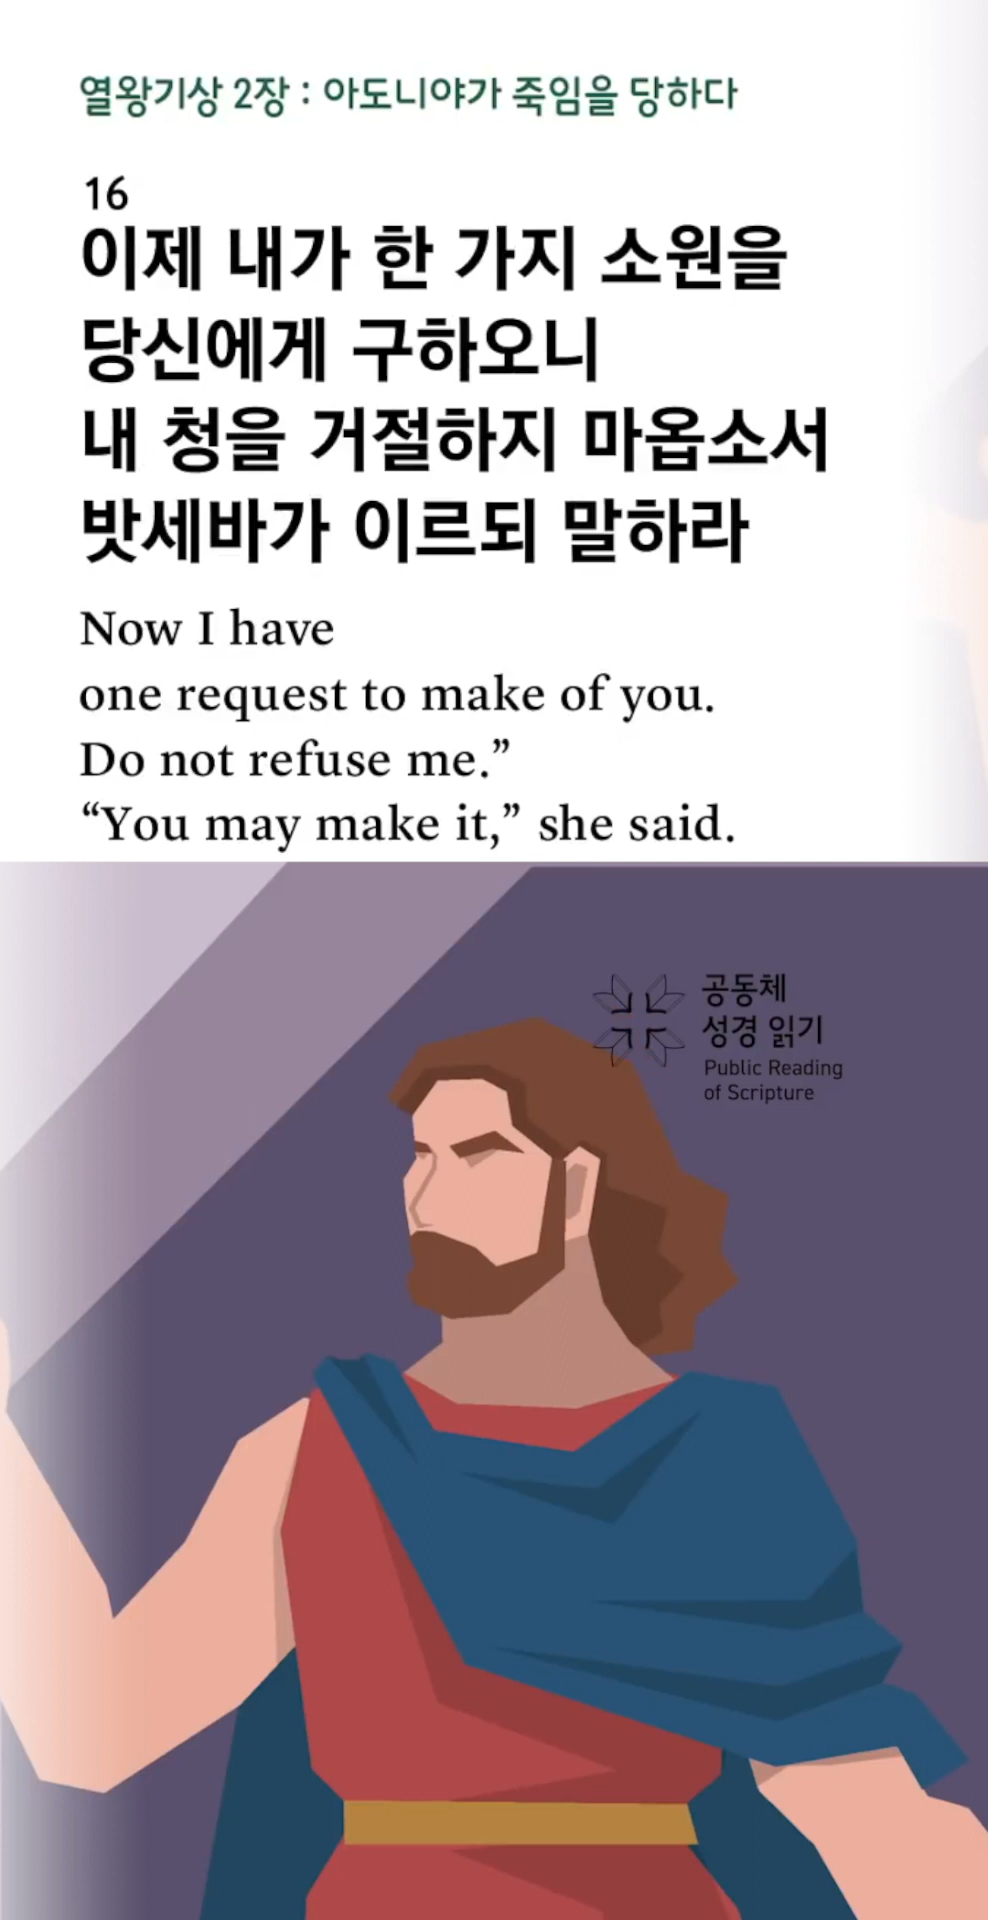 열왕기상 2장 : 아도니야가 죽임을 당하다
16
이제 내가 한 가지 소원을
당신에게 구하오니
내 청을 거절하지 마옵소서
밧세바가 이르되 말하라
Now I have
one request to make of you.
Do not refuse me.”
“You may make it,” she said.
공동체
성경 읽기
Public Reading
of Scripture